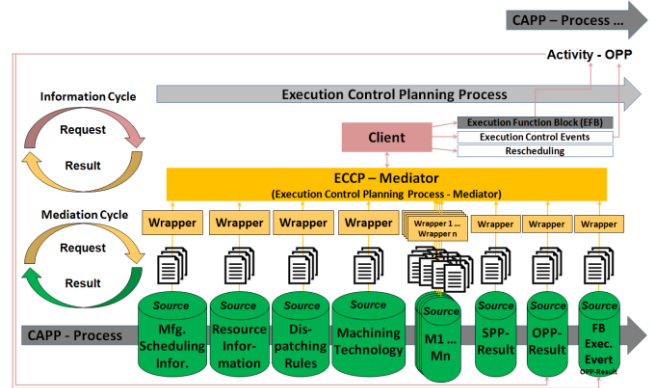 CAPP – Process ...
Activity - OPP
Information Cycle
Execution Control Planning Process
Request
Result
Client
Execution Function Block (EFB)
Execution Control Events
Rescheduling
ECCP – Mediator
(Execution Control Planning Process - Mediator)
Mediation Cycle
Request
Result
Wrapper
Wrapper
Wrapper
Wrapper
Wrapper 1 ...
Wrapper n
Wrapper
Wrapper
Wrapper
CAPP - Process
Source
Mfg.
Scheduling
Infor.
Source
Resource
Infor-
mation
Source
Dis-
patching
Rules
Source
Machining
Technology
Source
M1 ...
Mn
Source
SPP-
Result
Source
OPP-
Result
Source
FB
Exec.
Evert
OPP-Result